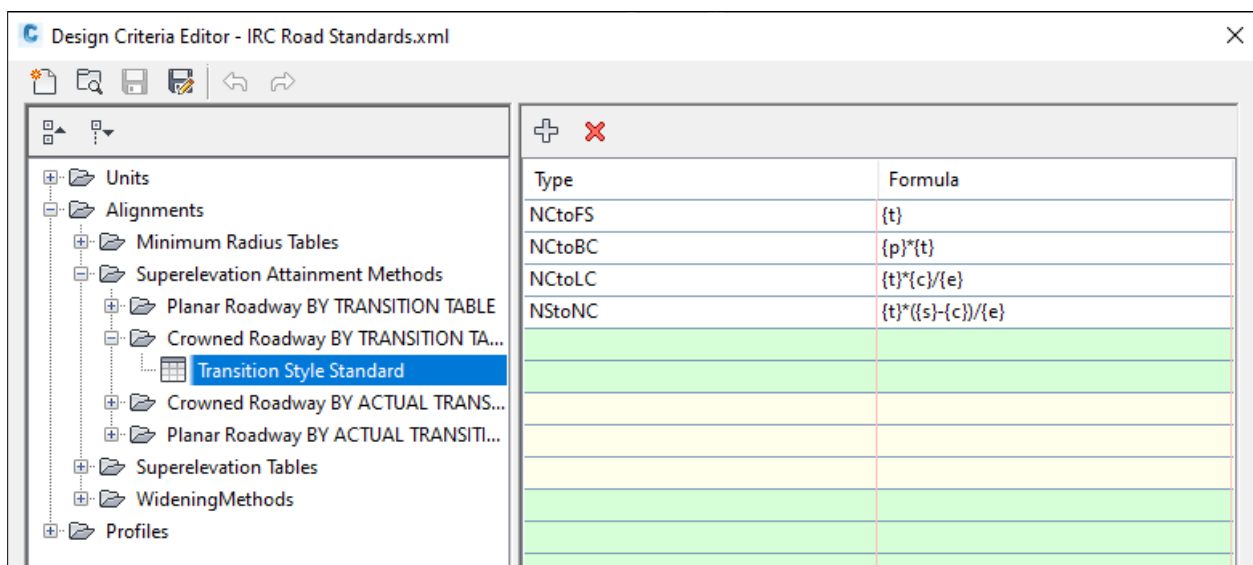 Design Criteria Editor - IRC Road Standards.xml
Units
Alignments
Minimum Radius Tables
Superelevation Attainment Methods
Planar Roadway BY TRANSITION TABLE
Crowned Roadway BY TRANSITION TA...
Transition Style Standard
Crowned Roadway BY ACTUAL TRANS...
Planar Roadway BY ACTUAL TRANSITI...
Superelevation Tables
WideningMethods
Profiles
Type Formula
NCtoFS {t}
NCtoBC {p}*{t}
NCtoLC {t}*{c}/{e}
NStoNC {t}*({s}-{c})/{e}